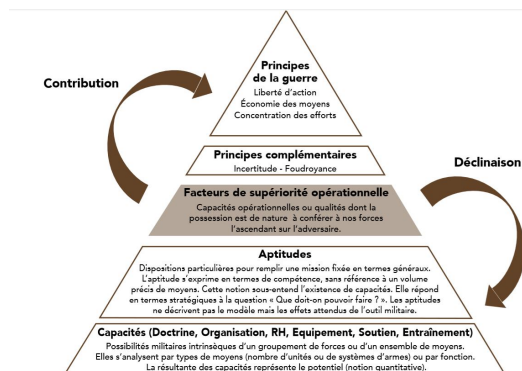 Principes
de la guerre
Liberté d'action
Économie des moyens
Concentration des efforts
Contribution
Principes complémentaires
Incertitude - Foudroyance
Déclinaison
Facteurs de supériorité opérationnelle
Capacités opérationnelles ou qualités dont la
possession est de nature à conférer à nos forces
l'ascendant sur l'adversaire.
Aptitudes
Dispositions particulières pour remplir une mission fixée en termes généraux.
L'aptitude s'exprime en termes de compétence, sans référence à un volume
précis de moyens. Cette notion sous-entend l'existence de capacités. Elle répond
en termes stratégiques à la question « Que doit-on pouvoir faire ? ». Les aptitudes
ne décrivent pas le modèle mais les effets attendus de l'outil militaire.
Capacités (Doctrine, Organisation, RH, Equipement, Soutien, Entraînement)
Possibilités militaires intrinsèques d'un groupement de forces ou d'un ensemble de moyens.
Elles s'analysent par types de moyens (nombre d'unités ou de systèmes d'armes) ou par fonction.
La résultante des capacités représente le potentiel (notion quantitative).